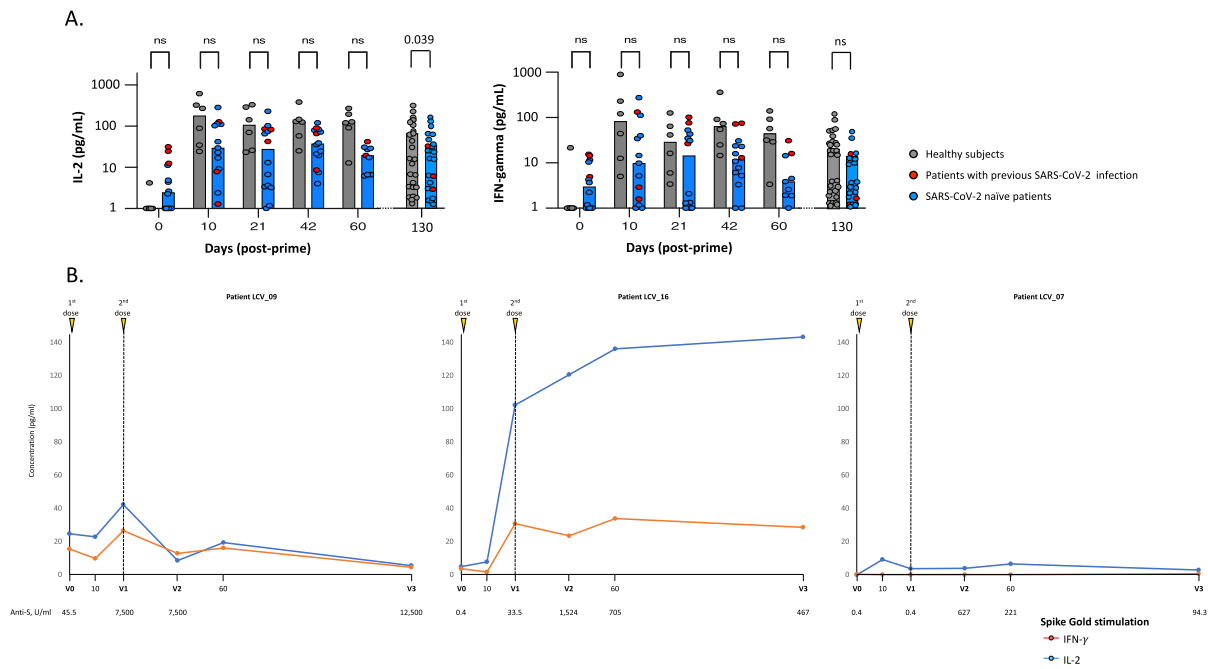 A.
ns ns ns ns ns 0.039
1000
100
10
1
IL-2 (pg/mL)
0 10 21 42 60 130
Days (post-prime)
ns ns ns ns ns ns
1000
100
10
1
IFN-gamma (pg/mL)
0 10 21 42 60 130
Days (post-prime)
Healthy subjects
Patients with previous SARS-CoV-2 infection
SARS-CoV-2 naïve patients
B.
Patient LCV_09
1st dose
2nd dose
140
120
100
80
60
40
20
0
Concentration (pg/ml)
V0 10 V1 V2 60 V3
Anti-S, U/ml 45.5 7,500 7,500 12,500
Patient LCV_16
1st dose
2nd dose
140
120
100
80
60
40
20
0
V0 10 V1 V2 60 V3
0.4 33.5 1,524 705 467
Patient LCV_07
1st dose
2nd dose
140
120
100
80
60
40
20
0
V0 10 V1 V2 60 V3
0.4 0.4 627 221 94.3
Spike Gold stimulation
IFN-γ
IL-2